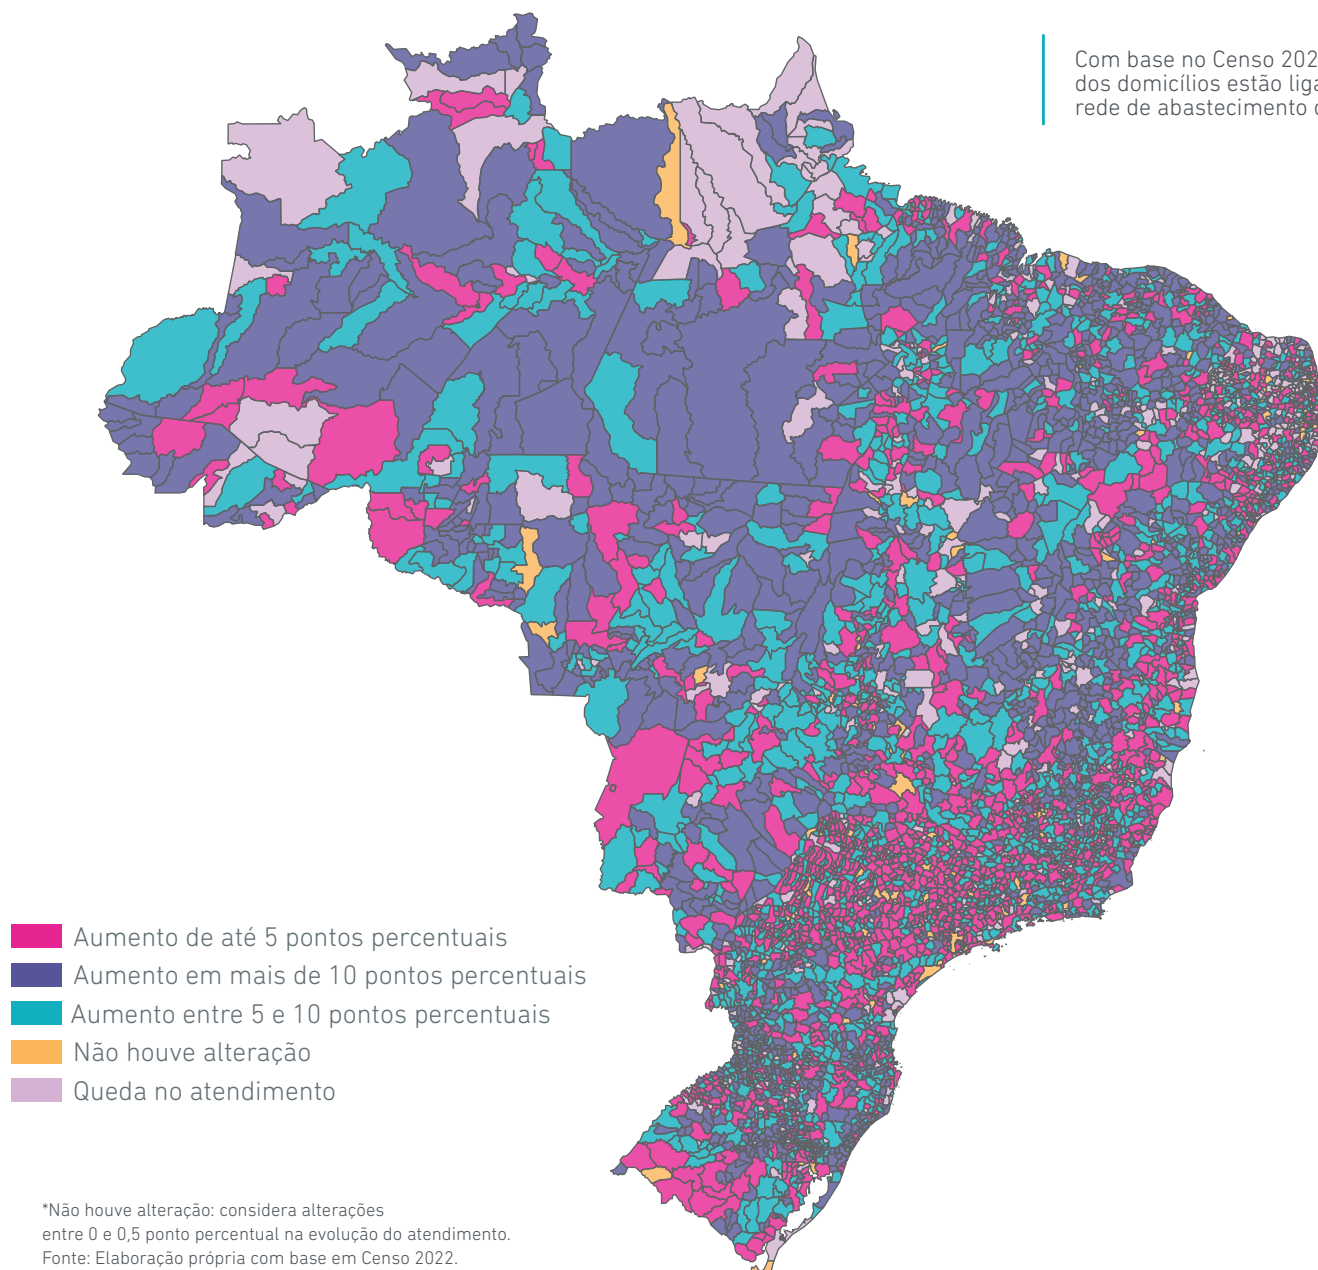 Com base no Censo 202
dos domicílios estão liga
rede de abastecimento
Aumento de até 5 pontos percentuais
Aumento em mais de 10 pontos percentuais
Aumento entre 5 e 10 pontos percentuais
Não houve alteração
Queda no atendimento
*Não houve alteração: considera alterações
entre 0 e 0,5 ponto percentual na evolução do atendimento.
Fonte: Elaboração própria com base em Censo 2022.